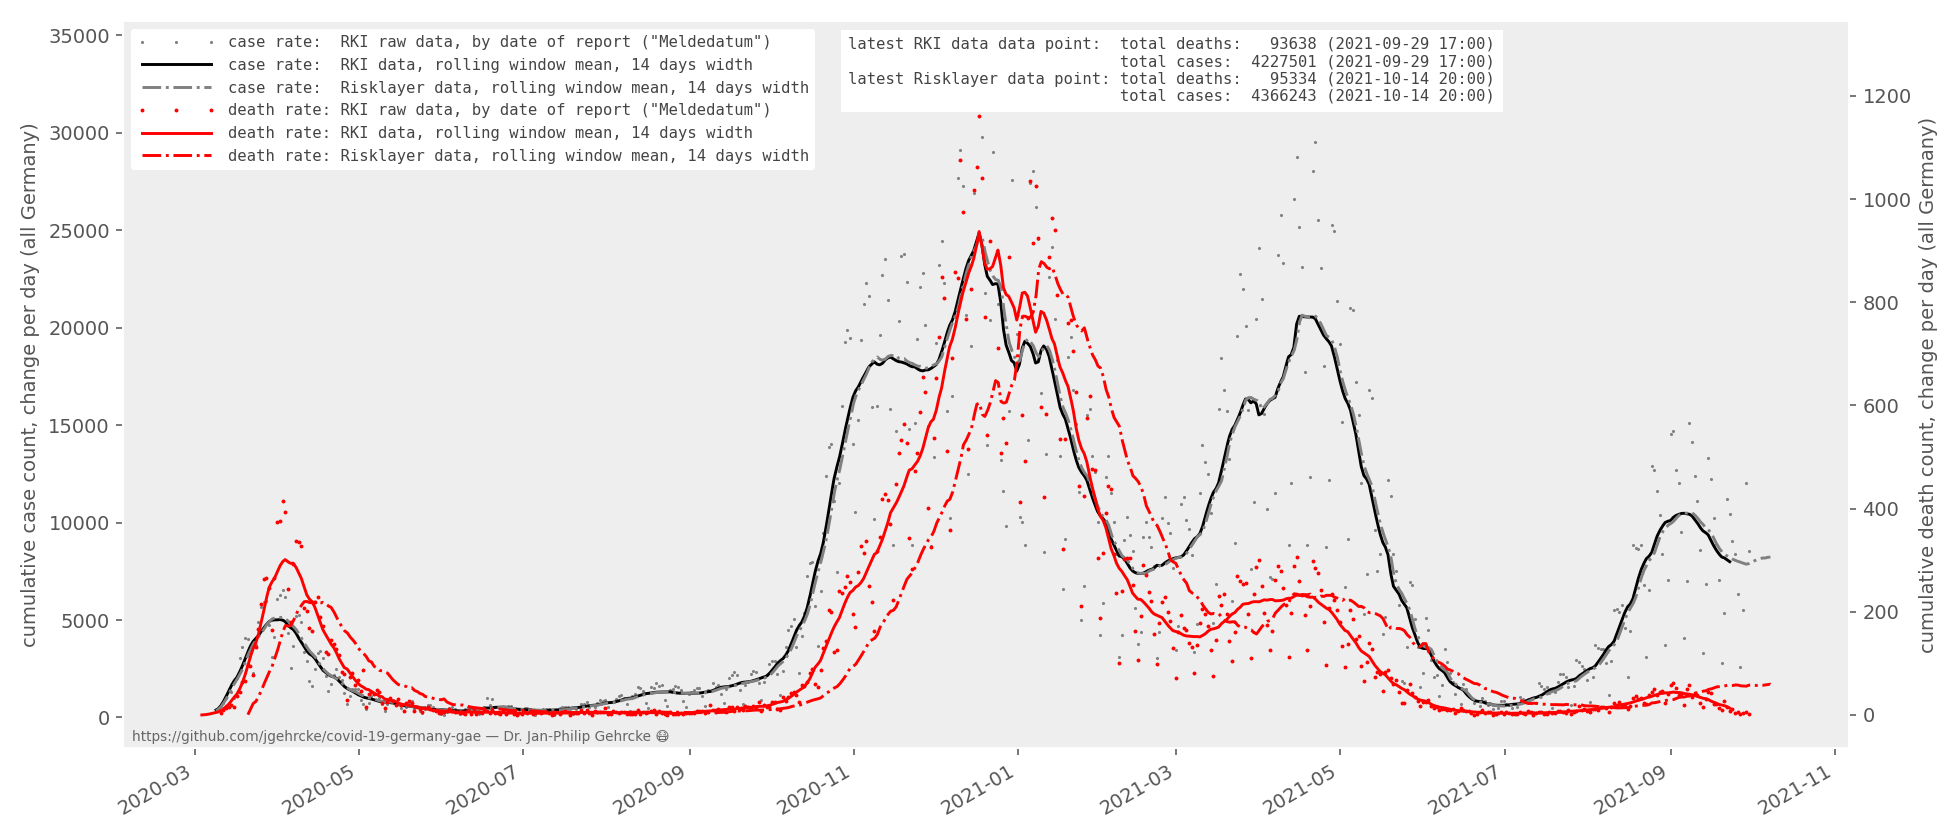 case rate:  RKI raw data, by date of report ("Meldedatum")
case rate:  RKI data, rolling window mean, 14 days width
case rate:  Risklayer data, rolling window mean, 14 days width
death rate: RKI raw data, by date of report ("Meldedatum")
death rate: RKI data, rolling window mean, 14 days width
death rate: Risklayer data, rolling window mean, 14 days width
latest RKI data data point:  total deaths:   93638 (2021-09-29 17:00)
total cases:  4227501 (2021-09-29 17:00)
latest Risklayer data point: total deaths:   95334 (2021-10-14 20:00)
total cases:  4366243 (2021-10-14 20:00)
cumulative case count, change per day (all Germany)
35000
30000
25000
20000
15000
10000
5000
0
1200
1000
800
600
400
200
0
cumulative death count, change per day (all Germany)
https://github.com/jgehrcke/covid-19-germany-gae — Dr. Jan-Philip Gehrcke 😷
2020-03
2020-05
2020-07
2020-09
2020-11
2021-01
2021-03
2021-05
2021-07
2021-09
2021-11